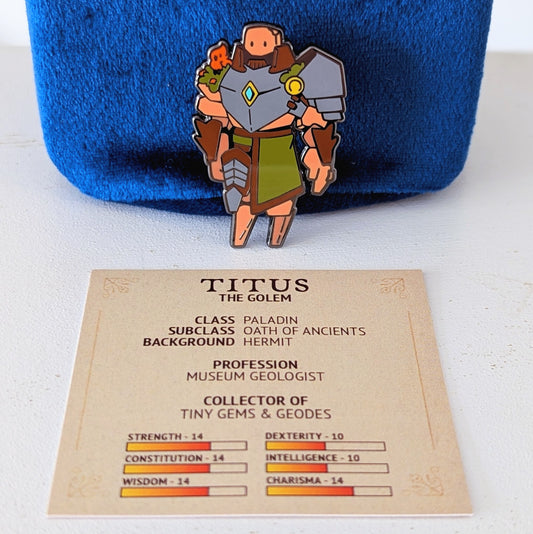 TITUS
THE GOLEM
CLASS PALADIN
SUBCLASS OATH OF ANCIENTS
BACKGROUND HERMIT
PROFESSION
MUSEUM GEOLOGIST
COLLECTOR OF
TINY GEMS & GEODES
STRENGTH - 14 DEXTERITY - 10
CONSTITUTION - 14 INTELLIGENCE - 10
WISDOM - 14 CHARISMA - 14